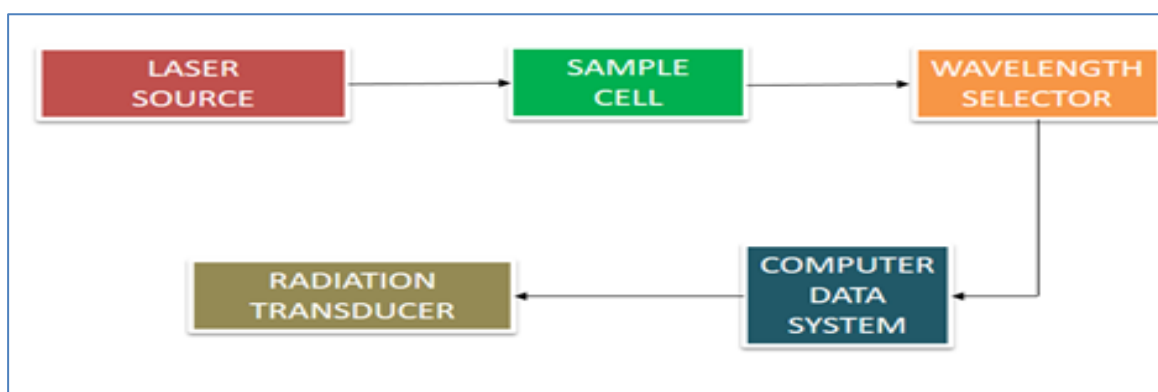 LASER
SOURCE
SAMPLE
CELL
WAVELENGTH
SELECTOR
COMPUTER
DATA
SYSTEM
RADIATION
TRANSDUCER